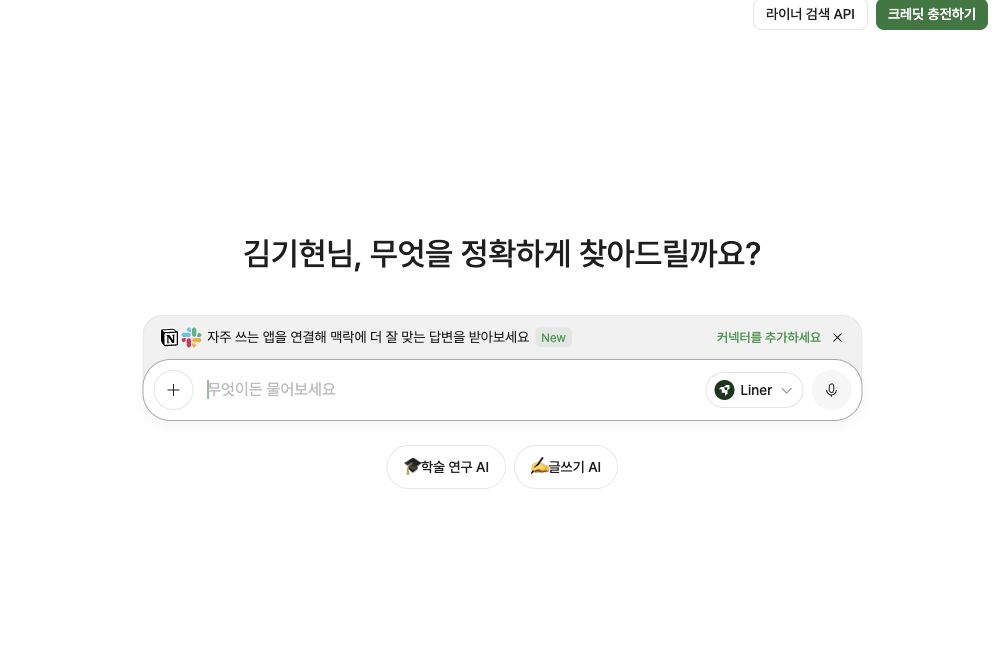 라이너 검색 API 크레딧 충전하기
김기현님, 무엇을 정확하게 찾아드릴까요?
자주 쓰는 앱을 연결해 맥락에 더 잘 맞는 답변을 받아보세요 New 커넥터를 추가하세요
무엇이든 물어보세요 Liner
학술 연구 AI 글쓰기 AI